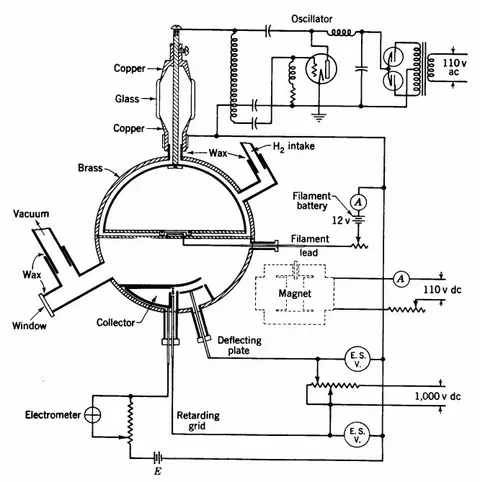 Oscillator
Copper
110 v
ac
Glass
Copper
Wax
H2 intake
Brass
Filament
battery
A
12 v
Vacuum
Filament
lead
Wax
A
Magnet
110 v dc
Window
Collector
Deflecting
plate
E. S.
V.
1,000 v dc
Electrometer
Retarding
grid
E. S.
V.
E